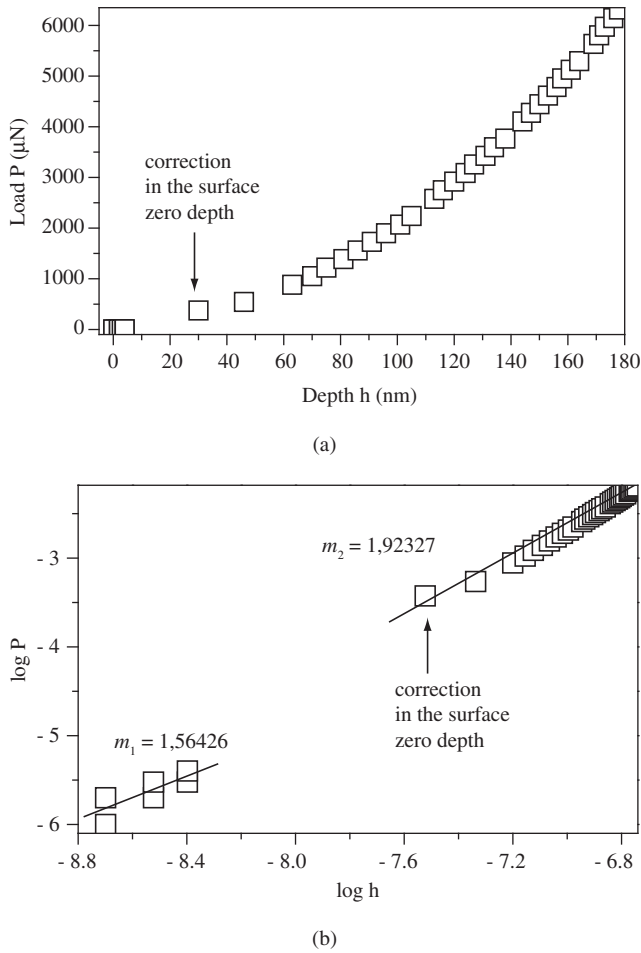 6000
5000
4000
3000
2000
1000
0
Load P (μN)
correction
in the surface
zero depth
0 20 40 60 80 100 120 140 160 180
Depth h (nm)
(a)
- 3
- 4
- 5
- 6
log P
m2 = 1,92327
correction
in the surface
zero depth
m1 = 1,56426
- 8.8 - 8.4 - 8.0 - 7.6 - 7.2 - 6.8
log h
(b)